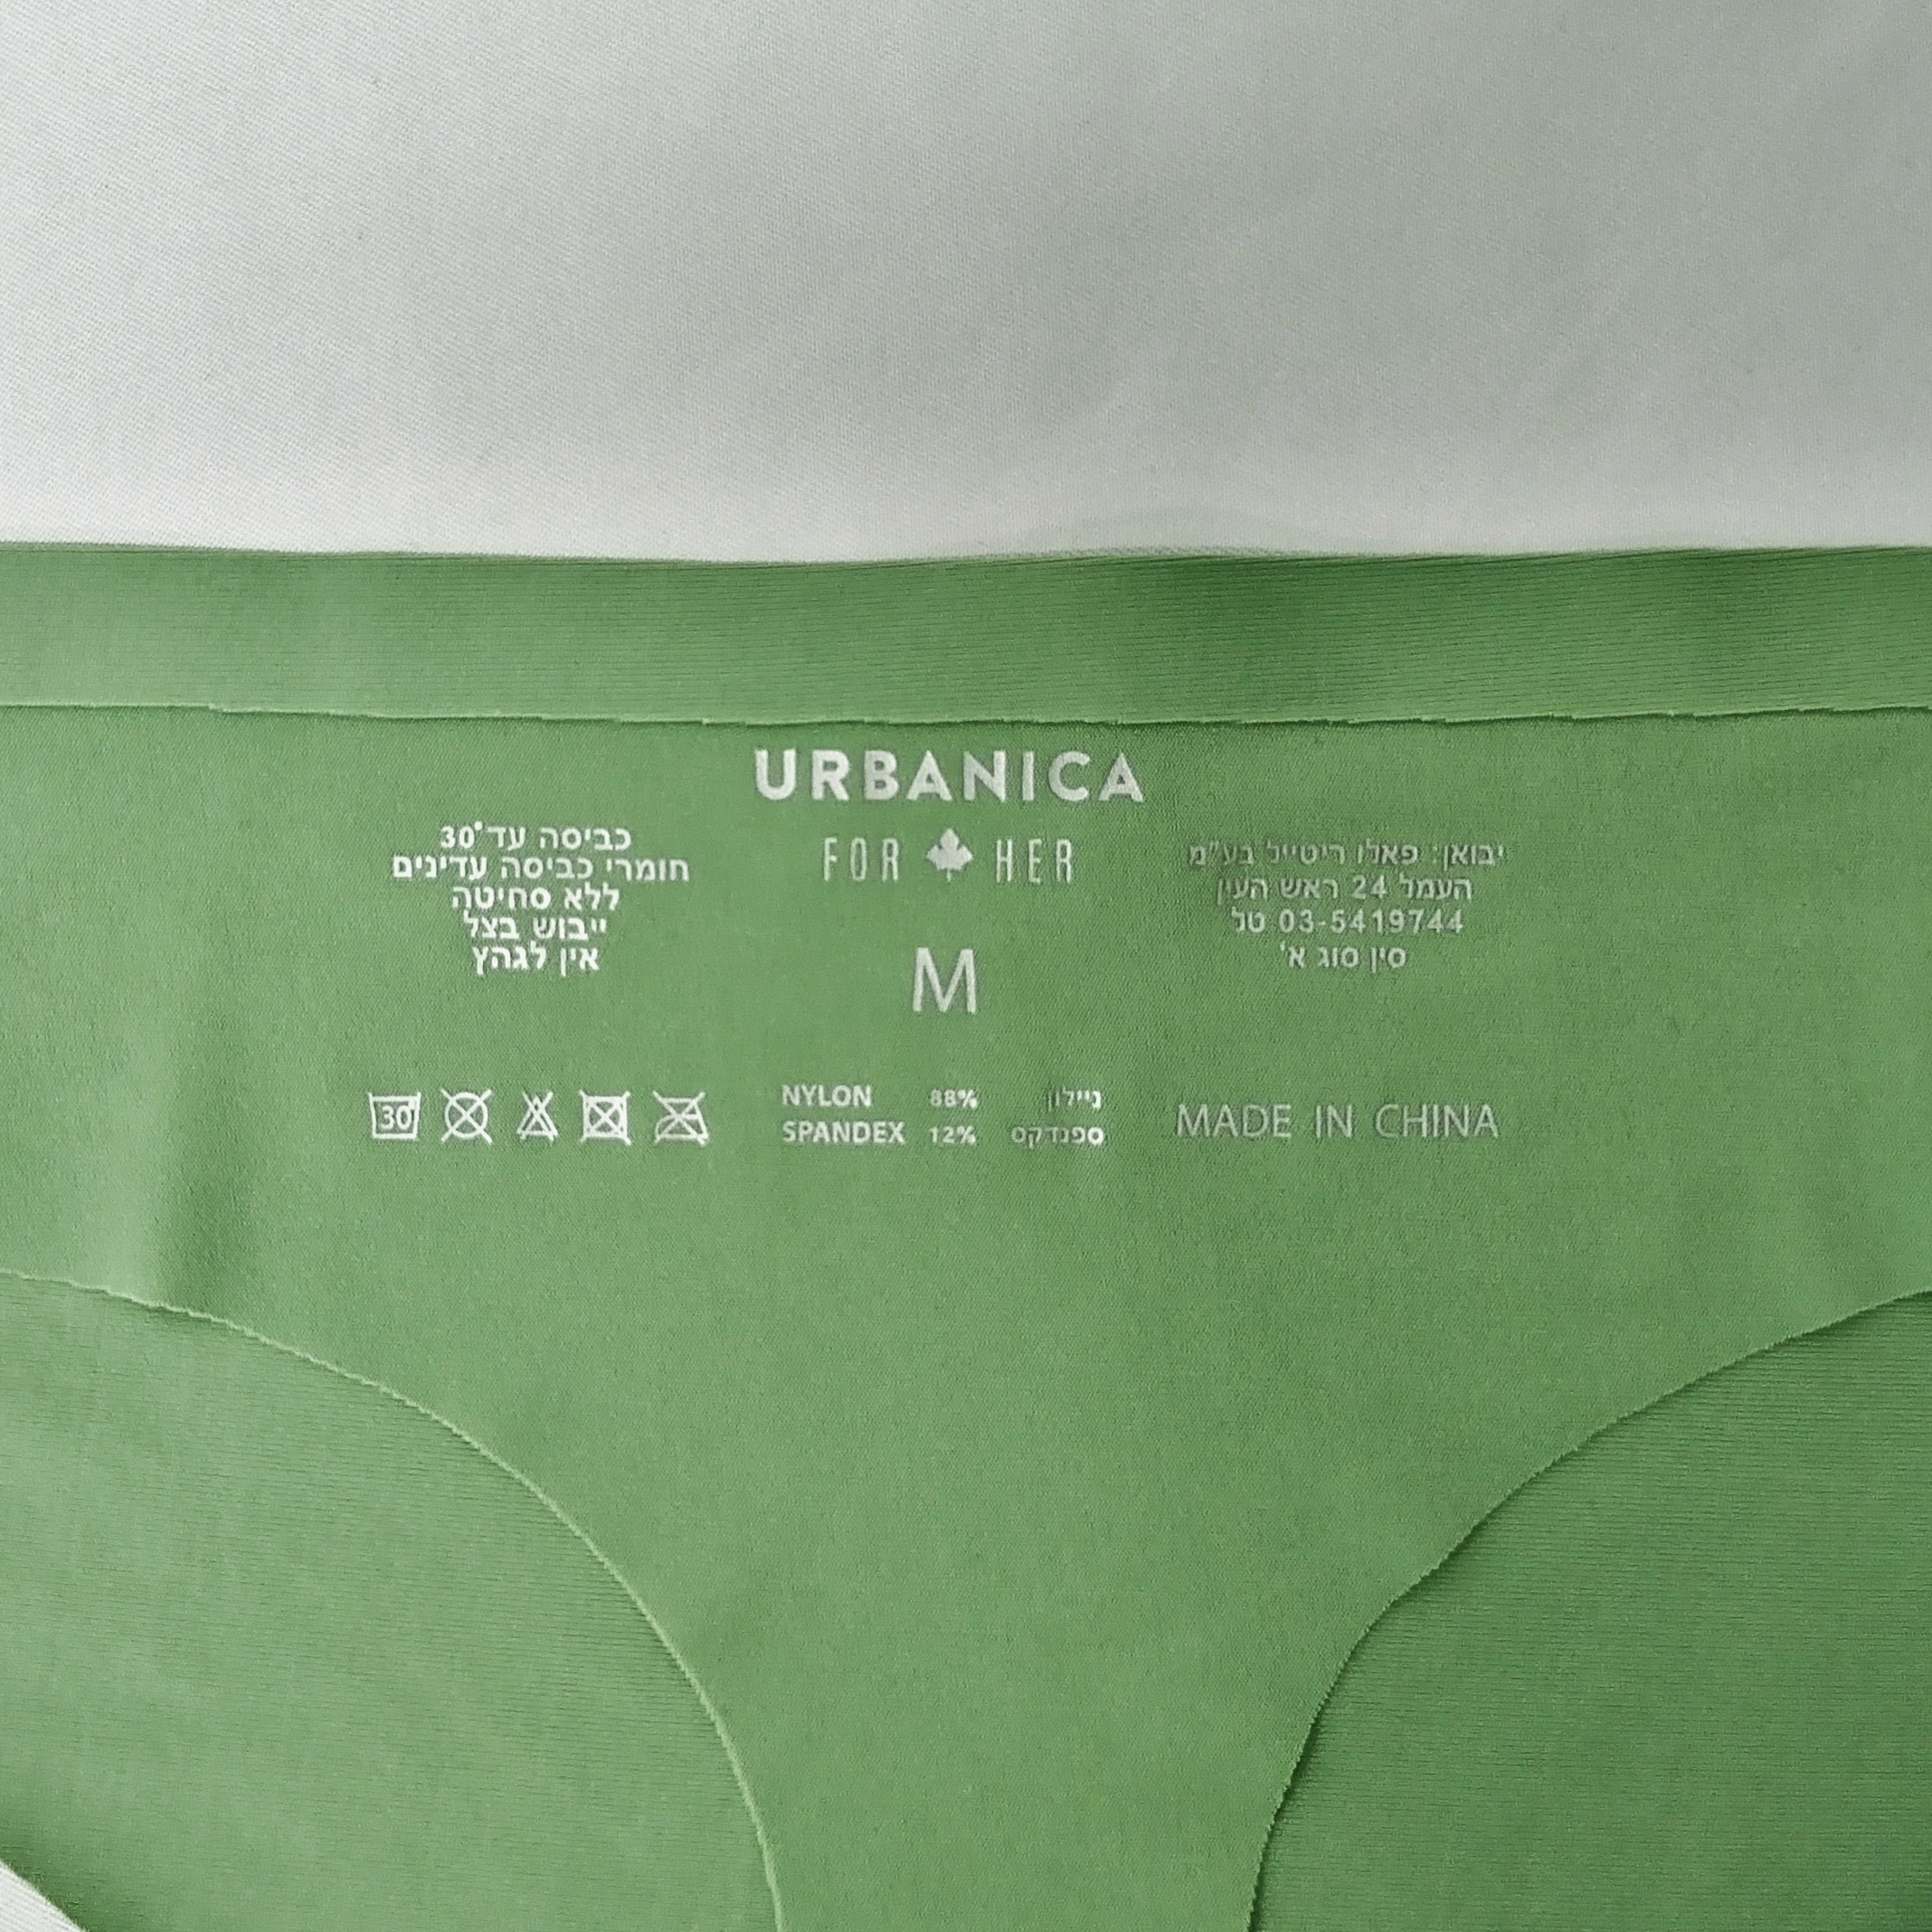 URBANICA
FOR HER
M
כביסה עד 30°
חומרי כביסה עדינים
ללא סחיטה
ייבוש בצל
אין לגהץ
יבואן: פאלו ריטייל בע"מ
העמל 24 ראש העין
טל 03-5419744
סין סוג א'
30
NYLON 88% ניילון
SPANDEX 12% ספנדקס
MADE IN CHINA